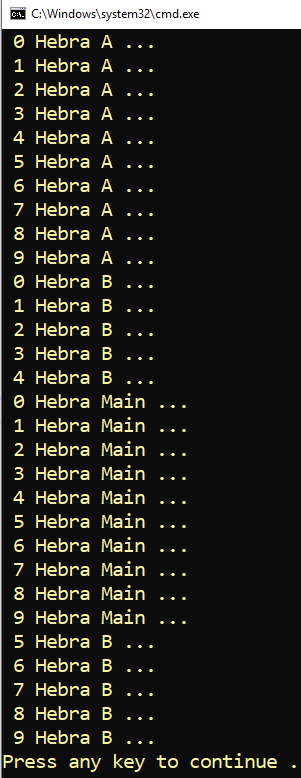 C:\Windows\system32\cmd.exe
0 Hebra A ...
1 Hebra A ...
2 Hebra A ...
3 Hebra A ...
4 Hebra A ...
5 Hebra A ...
6 Hebra A ...
7 Hebra A ...
8 Hebra A ...
9 Hebra A ...
0 Hebra B ...
1 Hebra B ...
2 Hebra B ...
3 Hebra B ...
4 Hebra B ...
0 Hebra Main ...
1 Hebra Main ...
2 Hebra Main ...
3 Hebra Main ...
4 Hebra Main ...
5 Hebra Main ...
6 Hebra Main ...
7 Hebra Main ...
8 Hebra Main ...
9 Hebra Main ...
5 Hebra B ...
6 Hebra B ...
7 Hebra B ...
8 Hebra B ...
9 Hebra B ...
Press any key to continue .